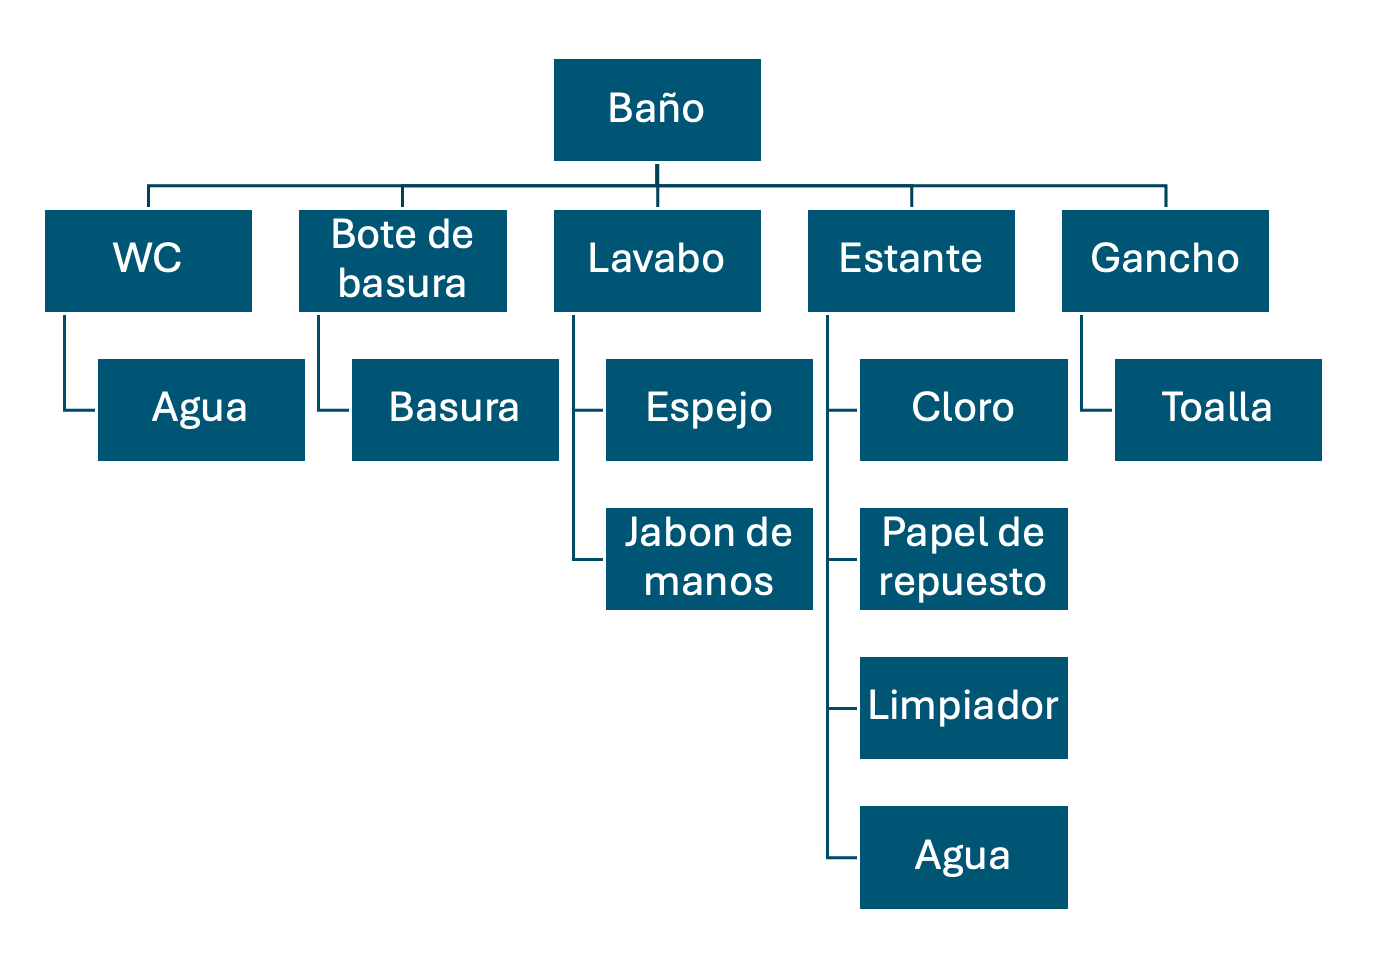 Baño
WC
Bote de
basura
Lavabo
Estante
Gancho
Agua
Basura
Espejo
Cloro
Toalla
Jabon de
manos
Papel de
repuesto
Limpiador
Agua